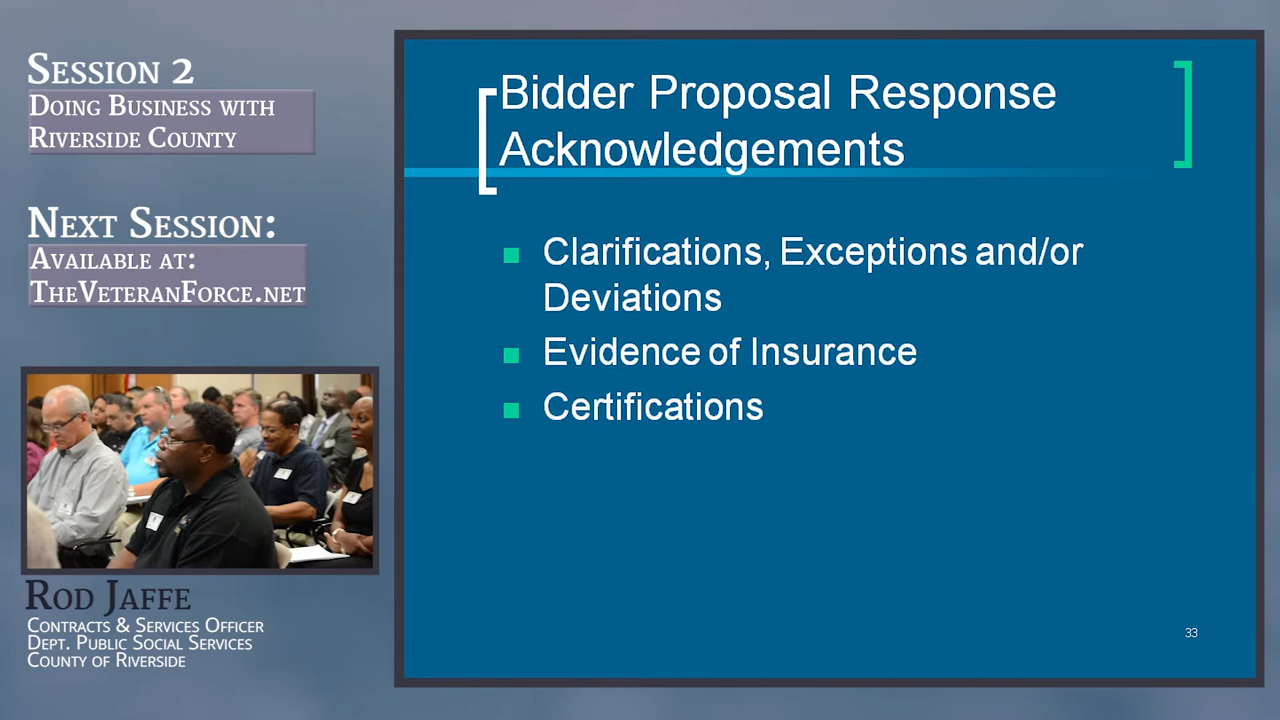 SESSION 2
DOING BUSINESS WITH
RIVERSIDE COUNTY
NEXT SESSION:
AVAILABLE AT:
THEVETERANFORCE.NET
ROD JAFFE
CONTRACTS & SERVICES OFFICER
DEPT. PUBLIC SOCIAL SERVICES
COUNTY OF RIVERSIDE
Bidder Proposal Response
Acknowledgements
Clarifications, Exceptions and/or
Deviations
Evidence of Insurance
Certifications
33